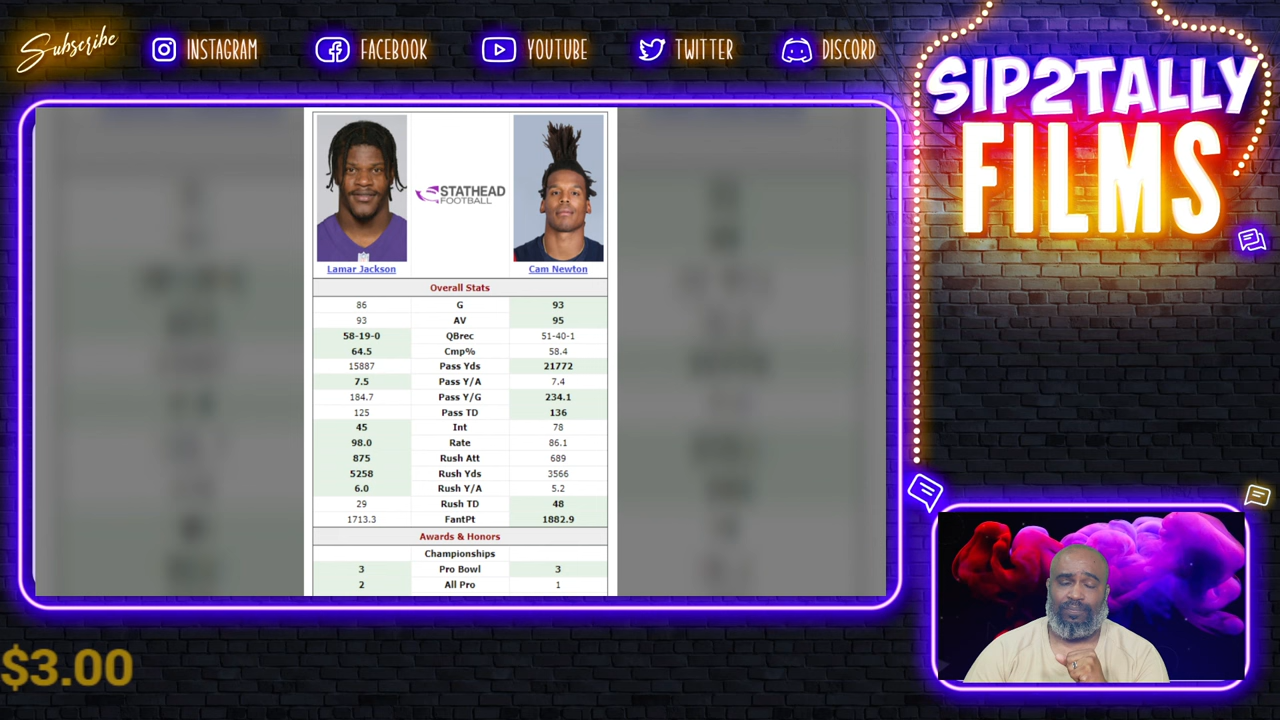 Subscribe INSTAGRAM FACEBOOK YOUTUBE TWITTER DISCORD
SIP2TALLY
FILMS
STATHEAD
FOOTBALL
Lamar Jackson Cam Newton
Overall Stats
86 G 93
93 AV 95
58-19-0 QBrec 51-40-1
64.5 Cmp% 58.4
15887 Pass Yds 21772
7.5 Pass Y/A 7.4
184.7 Pass Y/G 234.1
125 Pass TD 136
45 Int 78
98.0 Rate 86.1
875 Rush Att 689
5258 Rush Yds 3566
6.0 Rush Y/A 5.2
29 Rush TD 48
1713.3 FantPt 1882.9
Awards & Honors
Championships
3 Pro Bowl 3
2 All Pro 1
$3.00